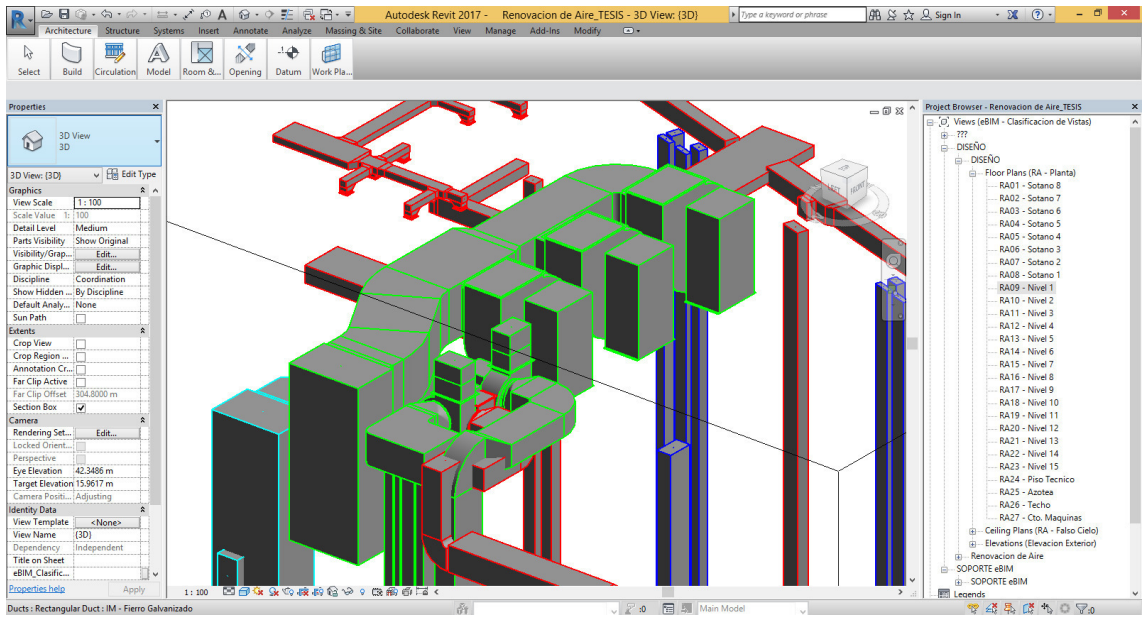 Autodesk Revit 2017 - Renovacion de Aire_TESIS - 3D View: {3D}
Type a keyword or phrase
Sign In
Architecture Structure Systems Insert Annotate Analyze Massing & Site Collaborate View Manage Add-Ins Modify
Select Build Circulation Model Room &... Opening Datum Work Pla...
Properties
3D View
3D
3D View: {3D} Edit Type
Graphics
View Scale 1 : 100
Scale Value 1: 100
Detail Level Medium
Parts Visibility Show Original
Visibility/Grap... Edit...
Graphic Displ... Edit...
Discipline Coordination
Show Hidden ... By Discipline
Default Analy... None
Sun Path
Extents
Crop View
Crop Region ...
Annotation Cr...
Far Clip Active
Far Clip Offset 304.8000 m
Section Box
Camera
Rendering Set... Edit...
Locked Orient...
Perspective
Eye Elevation 42.3486 m
Target Elevation 15.9617 m
Camera Positi... Adjusting
Identity Data
View Template <None>
View Name {3D}
Dependency Independent
Title on Sheet
eBIM_Clasific...
Properties help Apply
LEFT FRONT
1 : 100
Project Browser - Renovacion de Aire_TESIS
Views (eBIM - Clasificacion de Vistas)
???
DISEÑO
DISEÑO
Floor Plans (RA - Planta)
RA01 - Sotano 8
RA02 - Sotano 7
RA03 - Sotano 6
RA04 - Sotano 5
RA05 - Sotano 4
RA06 - Sotano 3
RA07 - Sotano 2
RA08 - Sotano 1
RA09 - Nivel 1
RA10 - Nivel 2
RA11 - Nivel 3
RA12 - Nivel 4
RA13 - Nivel 5
RA14 - Nivel 6
RA15 - Nivel 7
RA16 - Nivel 8
RA17 - Nivel 9
RA18 - Nivel 10
RA19 - Nivel 11
RA20 - Nivel 12
RA21 - Nivel 13
RA22 - Nivel 14
RA23 - Nivel 15
RA24 - Piso Tecnico
RA25 - Azotea
RA26 - Techo
RA27 - Cto. Maquinas
Ceiling Plans (RA - Falso Cielo)
Elevations (Elevacion Exterior)
Renovacion de Aire
SOPORTE eBIM
SOPORTE eBIM
Legends
Ducts : Rectangular Duct : IM - Fierro Galvanizado
:0
Main Model
:0